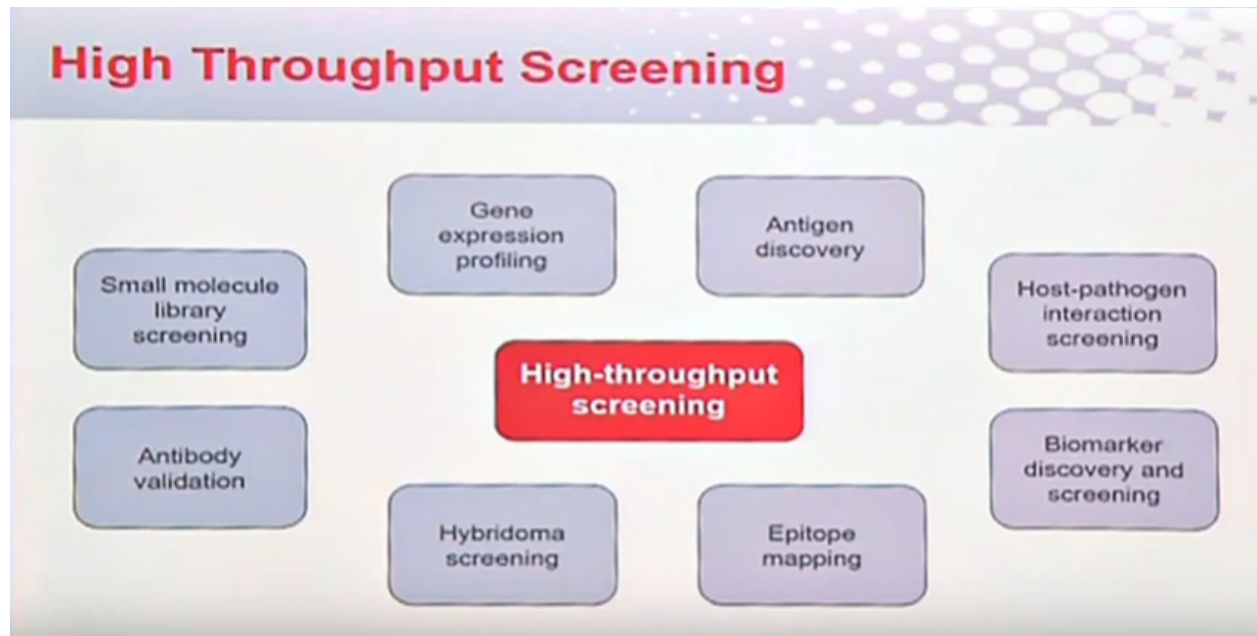 High Throughput Screening
Gene
expression
profiling
Antigen
discovery
Small molecule
library
screening
Host-pathogen
interaction
screening
High-throughput
screening
Antibody
validation
Biomarker
discovery and
screening
Hybridoma
screening
Epitope
mapping